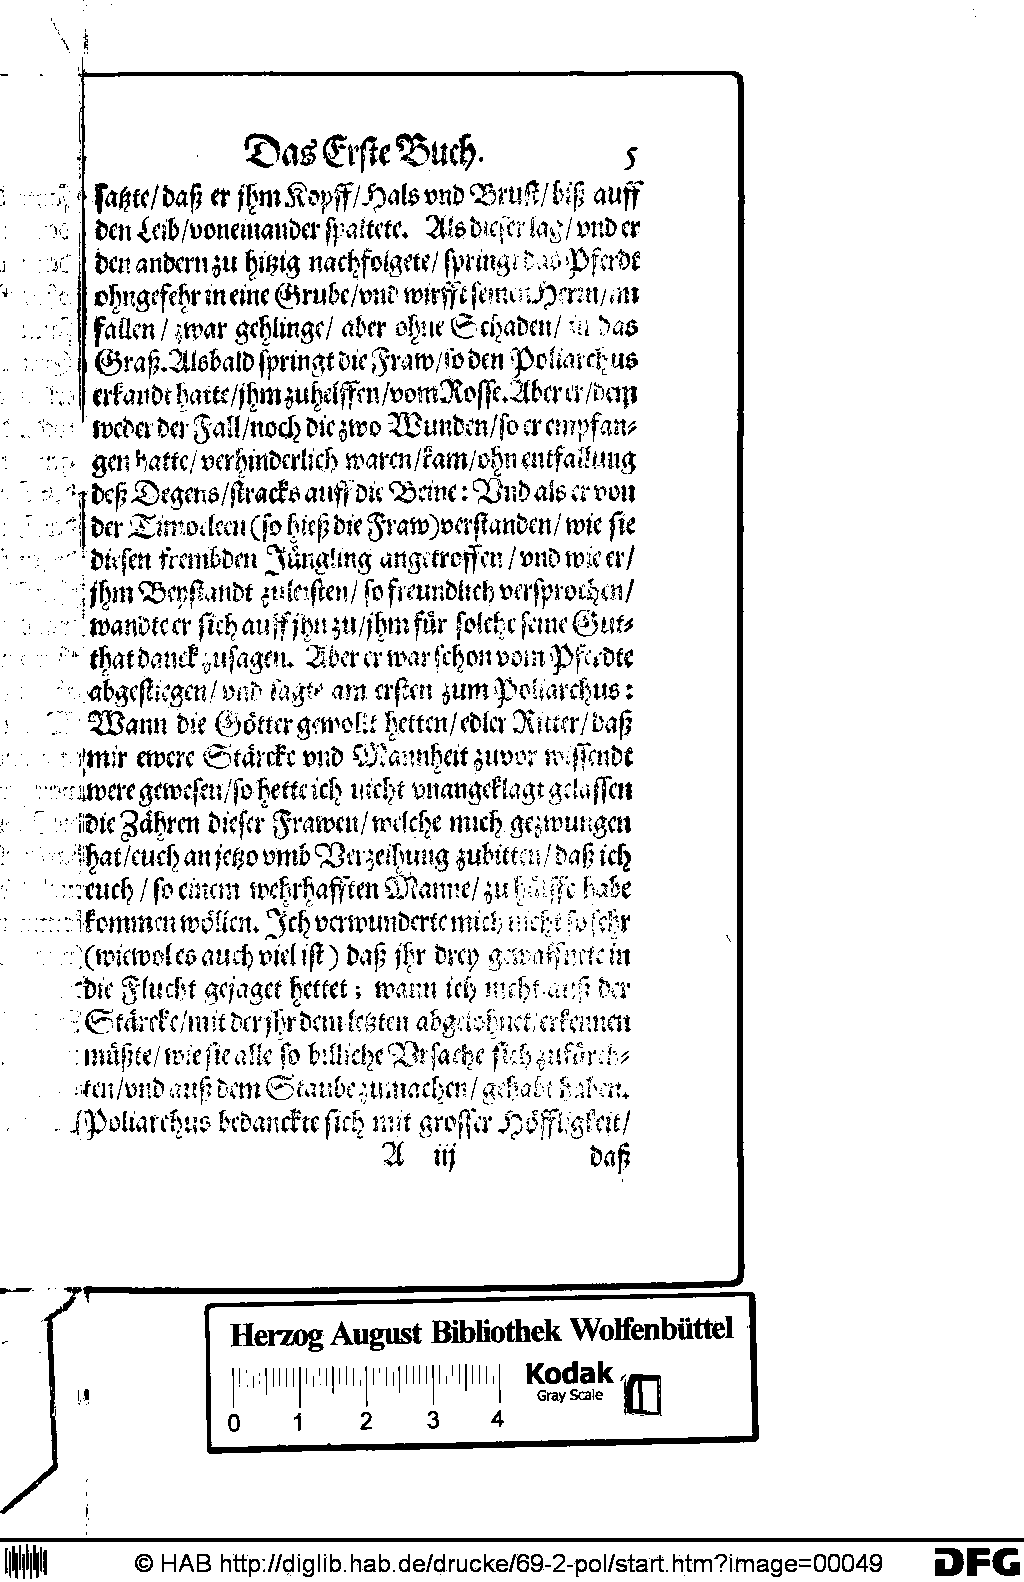 Das Erste Buch. 5
satzte/ daß er jhm Kopff/ Hals vnd Brust/ biß auff
den Leib/ voneinander spaltete. Als dieser lag/ vnd er
den andern zu hitzig nachfolgete/ springt das Pferdt
ohngefehr in eine Grube/ vnd wirfft seinen Herrn/ im
fallen/ zwar gehlinge/ aber ohne Schaden/ in das
Graß. Alsbald springt die Fraw/ so den Poliarchus
erkandt hatte/ jhm zuhelffen/ vom Rosse. Aber er/ dem
weder der Fall/ noch die zwo Wunden/ so er empfan-
gen hatte/ verhinderlich waren/ kam/ ohn entfallung
deß Degens/ stracks auff die Beine: Vnd als er von
der Timocleen (so hieß die Fraw) verstanden/ wie sie
diesen frembden Jüngling angetroffen/ vnd wie er/
jhm Beystandt zuleisten/ so freundlich versprochen/
wandte er sich auff jhn zu/ jhm für solche seine Gut-
that danck zusagen. Aber er war schon vom Pferdte
abgestiegen/ vnd sagte am ersten zum Poliarchus:
Wann die Götter gewollt hetten/ edler Ritter/ daß
mir ewere Stärcke vnd Mannheit zuvor wissendt
were gewesen/ so hette ich nicht vnangeklagt gelassen
die Zähren dieser Frawen/ welche mich gezwungen
hat/ euch an jetzo vmb Verzeihung zubitten/ daß ich
euch/ so einem wehrhafften Manne/ zu hülffe habe
kommen wöllen. Ich verwunderte mich nicht so sehr
(wiewol es auch viel ist) daß jhr drey gewaffnete in
die Flucht gejaget hettet; wann ich nicht auß der
Stärcke/ mit der jhr dem letzten abgelohnet/ erkennen
müßte/ wie sie alle so billiche Vrsache sich zuförch-
ten/ vnd auß dem Staube zumachen/ gehabt haben.
Poliarchus bedanckte sich mit grosser Höffligkeit/
A iij daß
Herzog August Bibliothek Wolfenbüttel
Kodak
Gray Scale
0 1 2 3 4
© HAB http://diglib.hab.de/drucke/69-2-pol/start.htm?image=00049
DFG